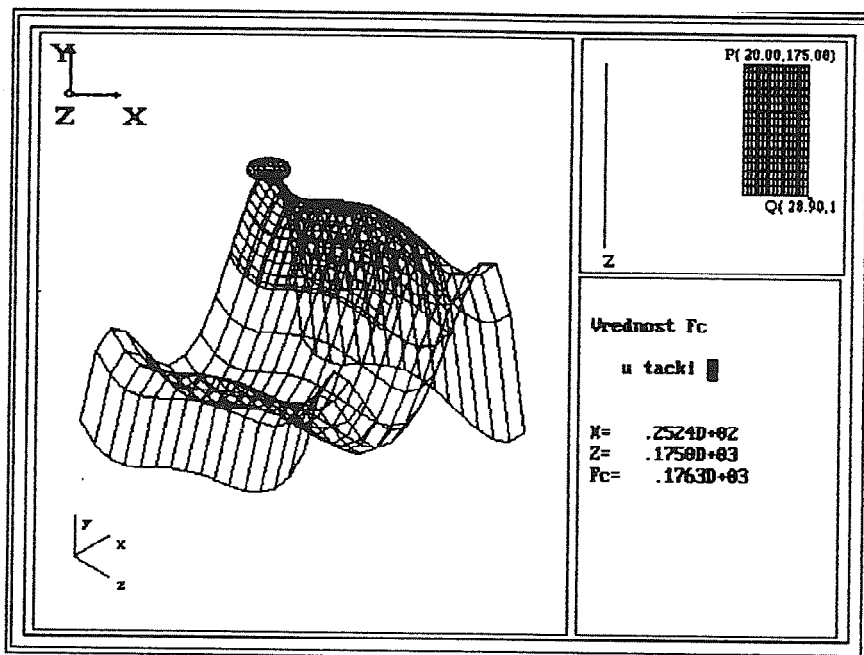 Y
Z X
y
x
z
P( 20.00,175.00)
Q( 28.90,1
Z
Vrednost Fc
u tacki
X= .2524D+02
Z= .1750D+03
Fc= .1763D+03